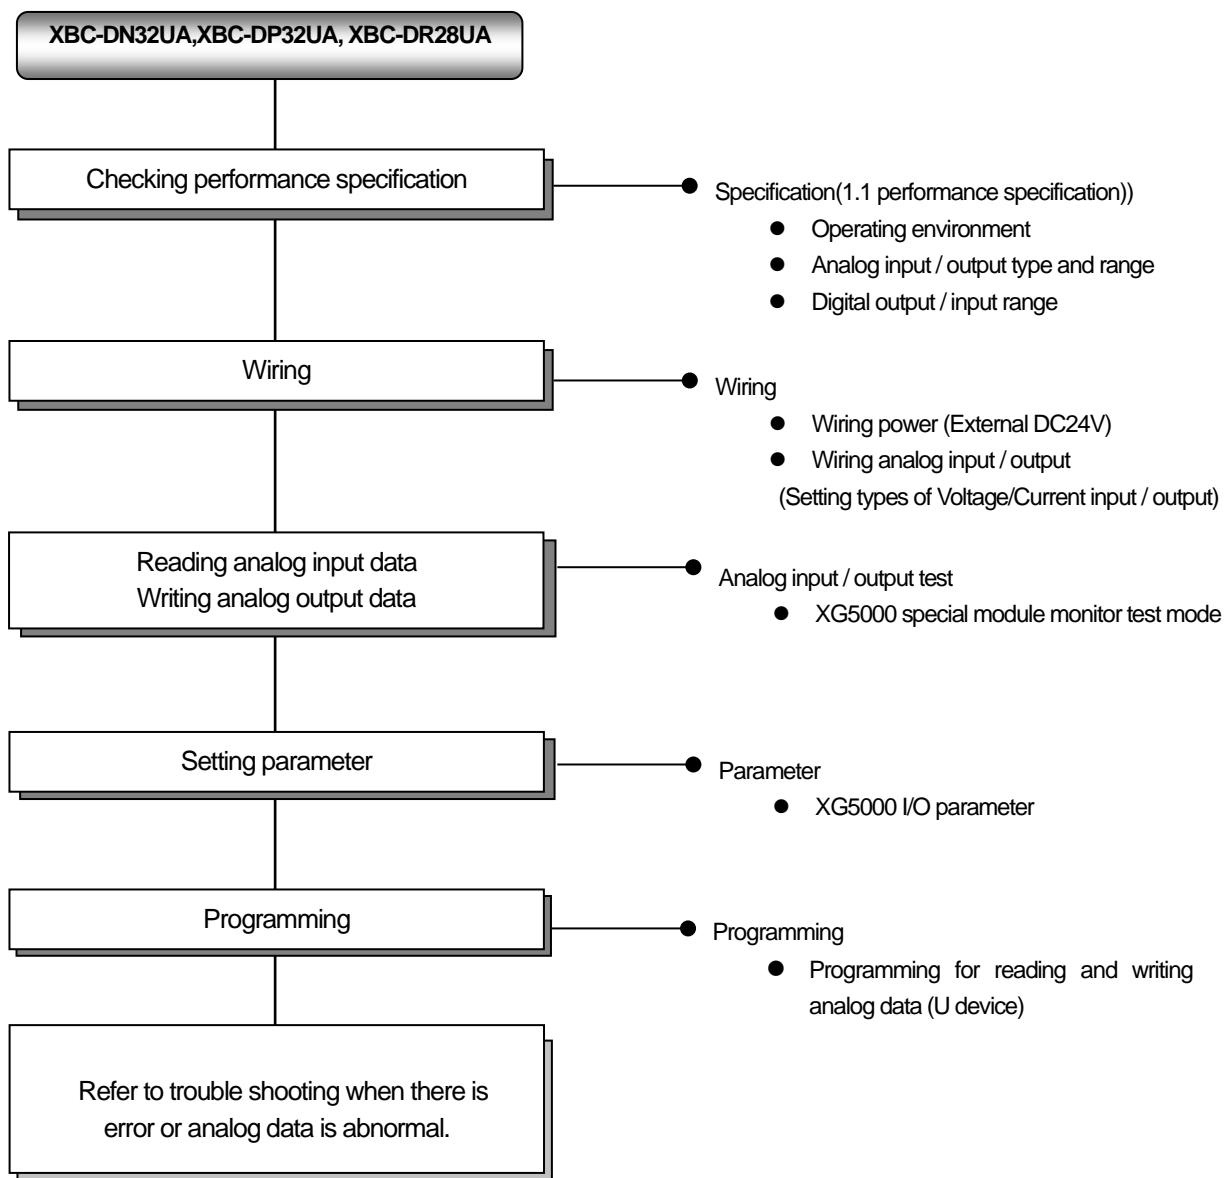 XBC-DN32UA,XBC-DP32UA, XBC-DR28UA
Checking performance specification
Specification(1.1 performance specification))
● Operating environment
● Analog input / output type and range
● Digital output / input range
Wiring
Wiring
● Wiring power (External DC24V)
● Wiring analog input / output
(Setting types of Voltage/Current input / output)
Reading analog input data
Writing analog output data
Analog input / output test
● XG5000 special module monitor test mode
Setting parameter
Parameter
● XG5000 I/O parameter
Programming
Programming
● Programming for reading and writing
analog data (U device)
Refer to trouble shooting when there is
error or analog data is abnormal.